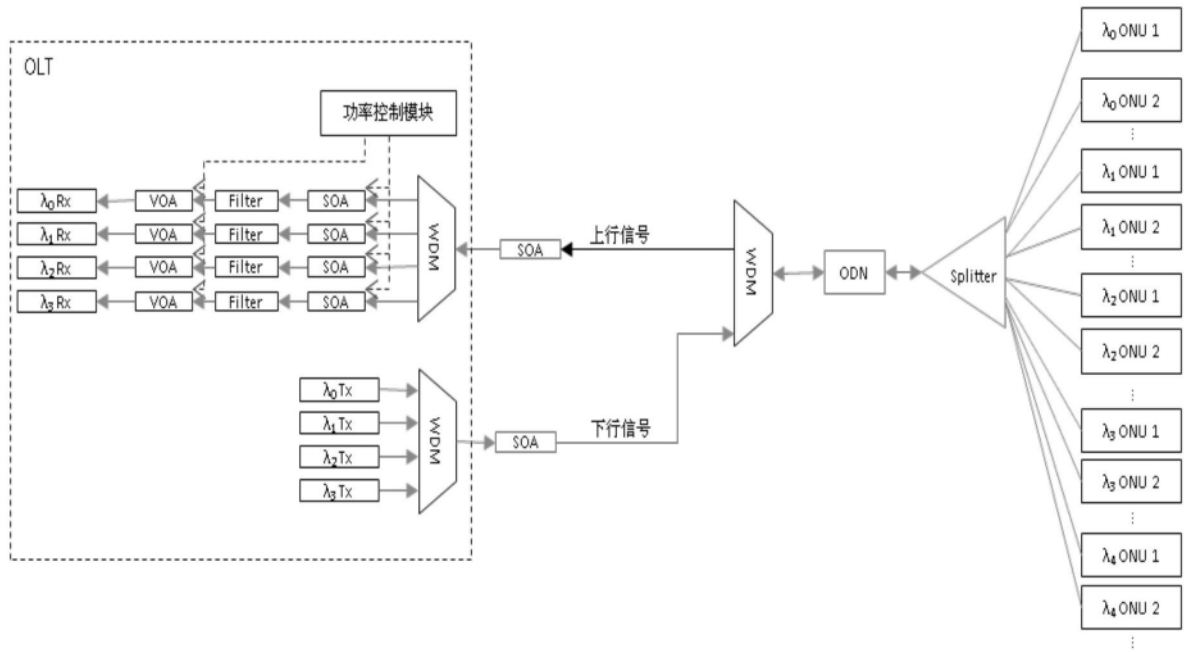 OLT
功率控制模块
λ0 Rx
VOA
Filter
SOA
λ1 Rx
VOA
Filter
SOA
λ2 Rx
VOA
Filter
SOA
λ3 Rx
VOA
Filter
SOA
WDM
SOA
上行信号
λ0 Tx
λ1 Tx
λ2 Tx
λ3 Tx
WDM
SOA
下行信号
WDM
ODN
Splitter
λ0 ONU 1
λ0 ONU 2
⋮
λ1 ONU 1
λ1 ONU 2
⋮
λ2 ONU 1
λ2 ONU 2
⋮
λ3 ONU 1
λ3 ONU 2
⋮
λ4 ONU 1
λ4 ONU 2
⋮